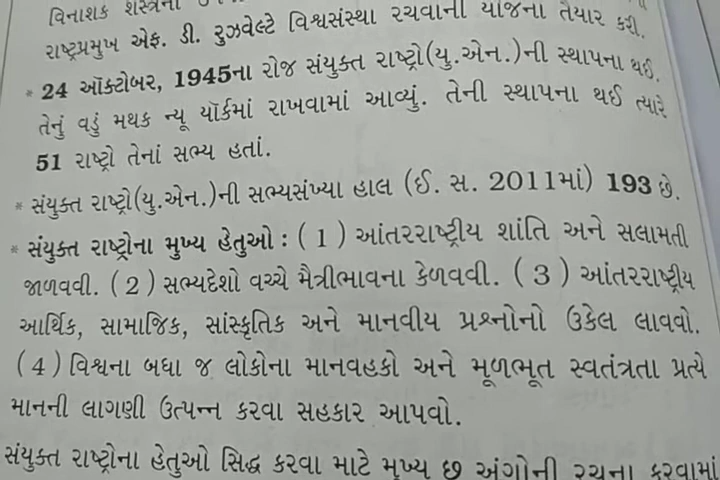 વિનાશક શસ્ત્રના
રાષ્ટ્રપ્રમુખ એફ. ડી. રુઝવેલ્ટે વિશ્વસંસ્થા રચવાની યોજના તૈયાર કરી.
* 24 ઑક્ટોબર, 1945ના રોજ સંયુક્ત રાષ્ટ્રો(યુ.એન.)ની સ્થાપના થઈ.
તેનું વડું મથક ન્યૂ યૉર્કમાં રાખવામાં આવ્યું. તેની સ્થાપના થઈ ત્યારે
51 રાષ્ટ્રો તેનાં સભ્ય હતાં.
* સંયુક્ત રાષ્ટ્રો(યુ.એન.)ની સભ્યસંખ્યા હાલ (ઈ. સ. 2011માં) 193 છે.
* સંયુક્ત રાષ્ટ્રોના મુખ્ય હેતુઓ : ( 1 ) આંતરરાષ્ટ્રીય શાંતિ અને સલામતી
જાળવવી. ( 2 ) સભ્યદેશો વચ્ચે મૈત્રીભાવના કેળવવી. ( 3 ) આંતરરાષ્ટ્રીય
આર્થિક, સામાજિક, સાંસ્કૃતિક અને માનવીય પ્રશ્નોનો ઉકેલ લાવવો.
( 4 ) વિશ્વના બધા જ લોકોના માનવહકો અને મૂળભૂત સ્વતંત્રતા પ્રત્યે
માનની લાગણી ઉત્પન્ન કરવા સહકાર આપવો.
સંયુક્ત રાષ્ટ્રોના હેતુઓ સિદ્ધ કરવા માટે મુખ્ય છ અંગોની રચના કરવામાં